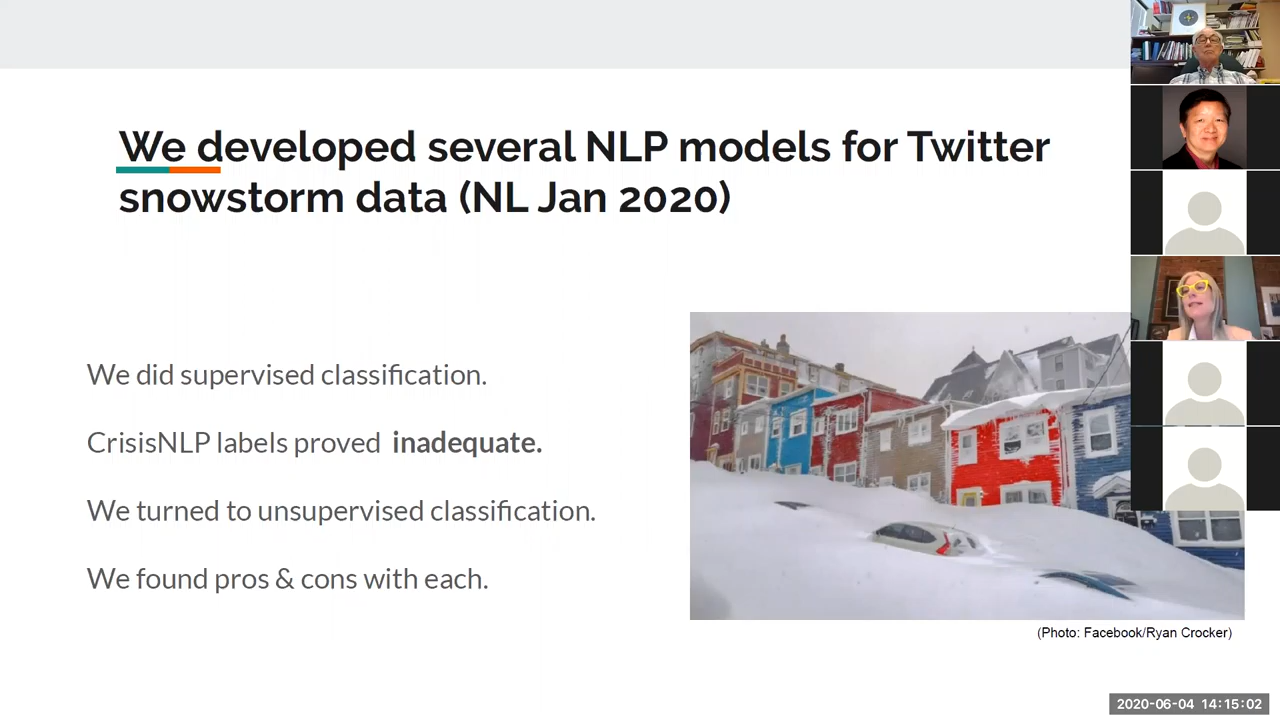 We developed several NLP models for Twitter
snowstorm data (NL Jan 2020)
We did supervised classification.
CrisisNLP labels proved inadequate.
We turned to unsupervised classification.
We found pros & cons with each.
(Photo: Facebook/Ryan Crocker)
2020-06-04 14:15:02